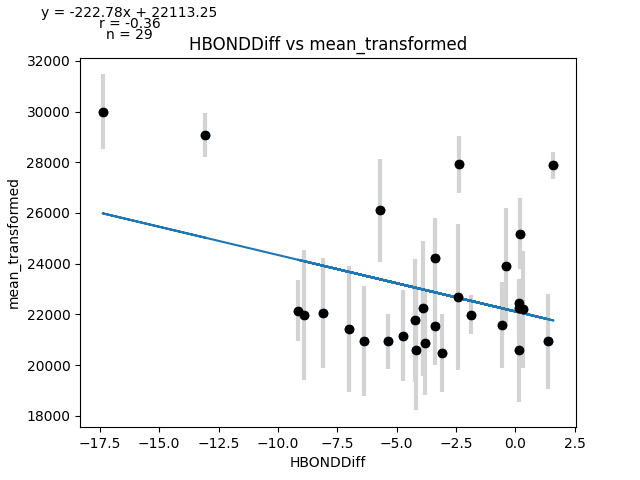 y = -222.78x + 22113.25
r = -0.36
n = 29
HBONDDiff vs mean_transformed
mean_transformed
32000
30000
28000
26000
24000
22000
20000
18000
−17.5 −15.0 −12.5 −10.0 −7.5 −5.0 −2.5 0.0 2.5
HBONDDiff